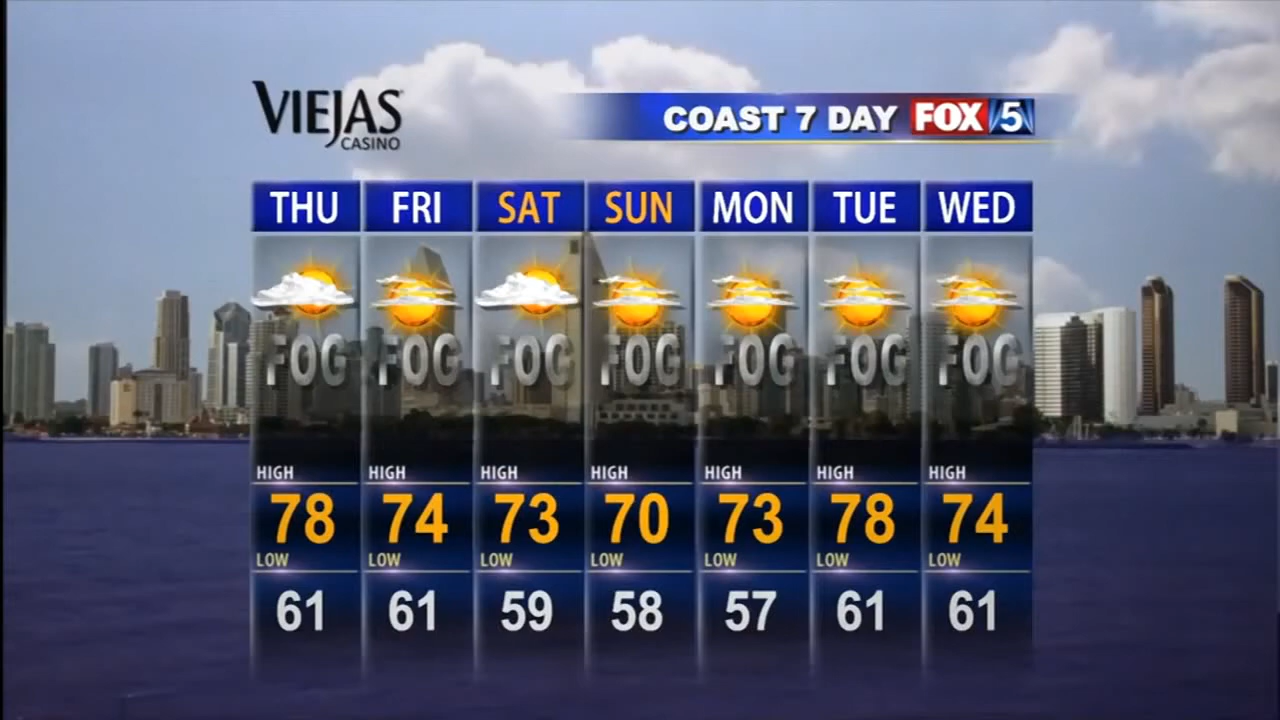 VIEJAS
CASINO
COAST 7 DAY FOX 5
THU FRI SAT SUN MON TUE WED
FOG FOG FOG FOG FOG FOG FOG
HIGH HIGH HIGH HIGH HIGH HIGH HIGH
78 74 73 70 73 78 74
LOW LOW LOW LOW LOW LOW LOW
61 61 59 58 57 61 61